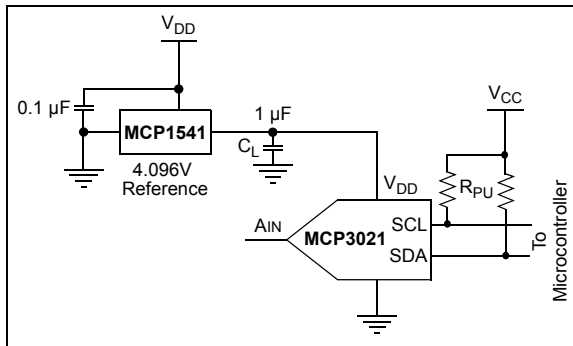 VDD
0.1 µF
MCP1541
4.096V
Reference
1 µF
CL
VCC
VDD
RPU
AIN
MCP3021
SCL
SDA
To
Microcontroller